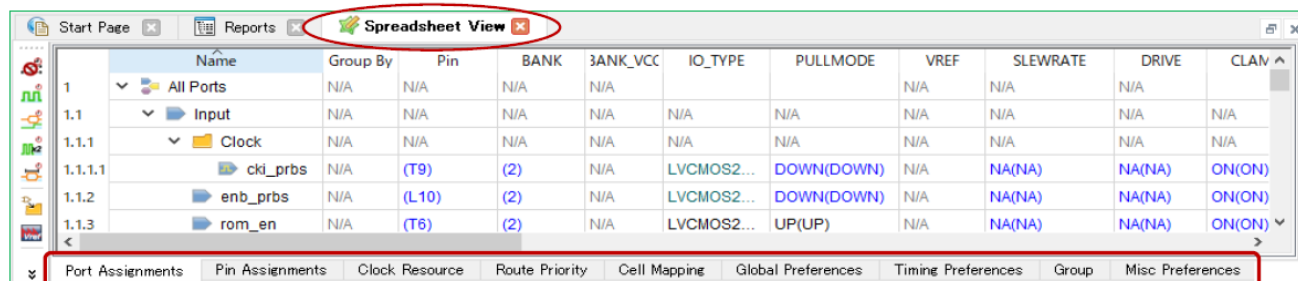 Start Page Reports Spreadsheet View
Name Group By Pin BANK BANK_VCC IO_TYPE PULLMODE VREF SLEWRATE DRIVE CLAM
1 All Ports N/A N/A N/A N/A N/A N/A N/A
1.1 Input N/A N/A N/A N/A N/A N/A N/A N/A N/A N/A
1.1.1 Clock N/A N/A N/A N/A N/A N/A N/A N/A N/A N/A
1.1.1.1 cki_prbs N/A (T9) (2) N/A LVCMOS2... DOWN(DOWN) N/A NA(NA) NA(NA) ON(ON)
1.1.2 enb_prbs N/A (L10) (2) N/A LVCMOS2... DOWN(DOWN) N/A NA(NA) NA(NA) ON(ON)
1.1.3 rom_en N/A (T6) (2) N/A LVCMOS2... UP(UP) N/A NA(NA) NA(NA) ON(ON)
Port Assignments Pin Assignments Clock Resource Route Priority Cell Mapping Global Preferences Timing Preferences Group Misc Preferences